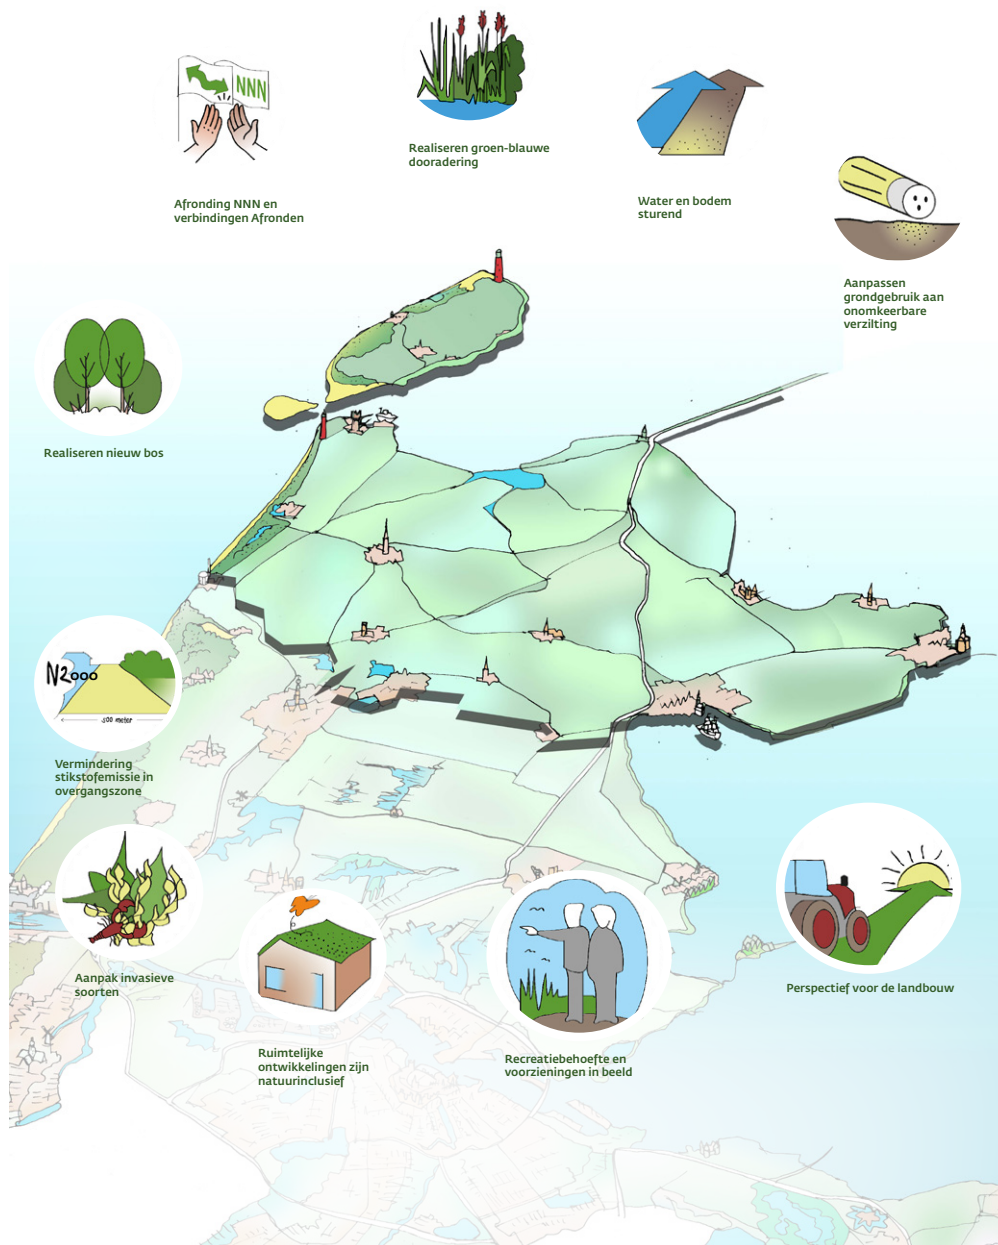 NNN
Afronding NNN en
verbindingen Afronden
Realiseren groen-blauwe
dooradering
Water en bodem
sturend
Aanpassen
grondgebruik aan
onomkeerbare
verzilting
Realiseren nieuw bos
N2000
400 meter
Vermindering
stikstofemissie in
overgangszone
Aanpak invasieve
soorten
Ruimtelijke
ontwikkelingen zijn
natuurinclusief
Recreatiebehoefte en
voorzieningen in beeld
Perspectief voor de landbouw